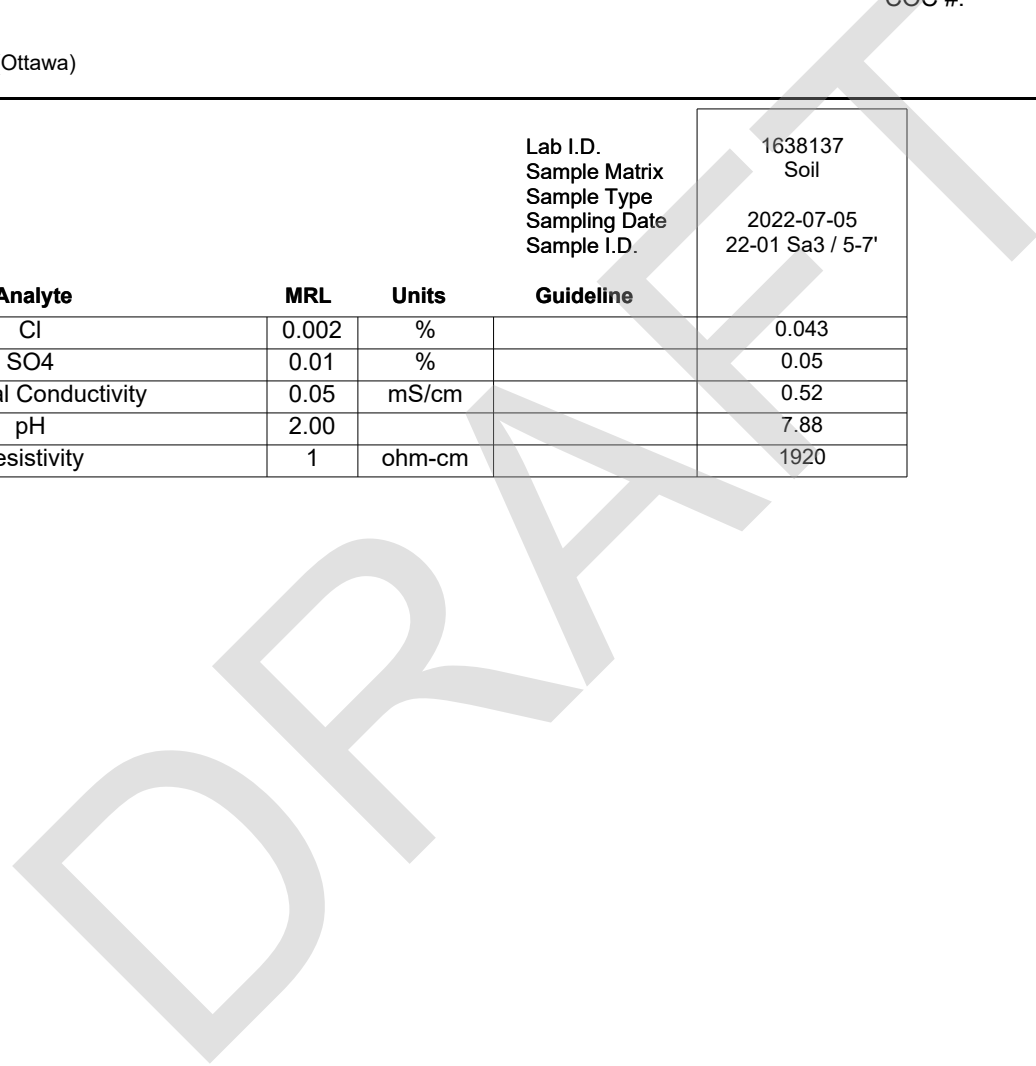 Ottawa)
Lab I.D. 1638137
Sample Matrix Soil
Sample Type
Sampling Date 2022-07-05
Sample I.D. 22-01 Sa3 / 5-7'
Analyte MRL Units Guideline
Cl 0.002 % 0.043
SO4 0.01 % 0.05
al Conductivity 0.05 mS/cm 0.52
pH 2.00 7.88
esistivity 1 ohm-cm 1920
DRAFT